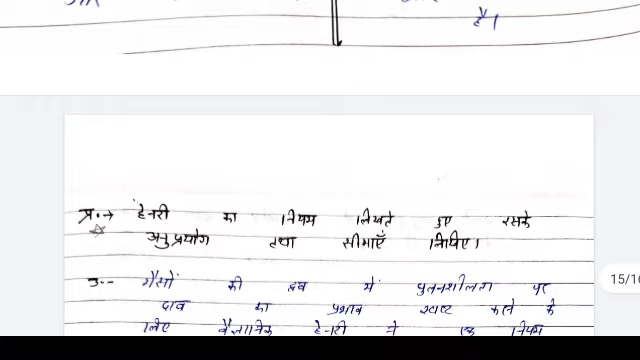 है।
प्र.→ हेनरी का नियम लिखते हुए इसके
अनुप्रयोग तथा सीमाएँ लिखिए।
उ-- गैसों की द्रव में घुलनशीलता पर
दाब का प्रभाव स्पष्ट करने के
लिए वैज्ञानिक हेनरी ने एक नियम
15/16